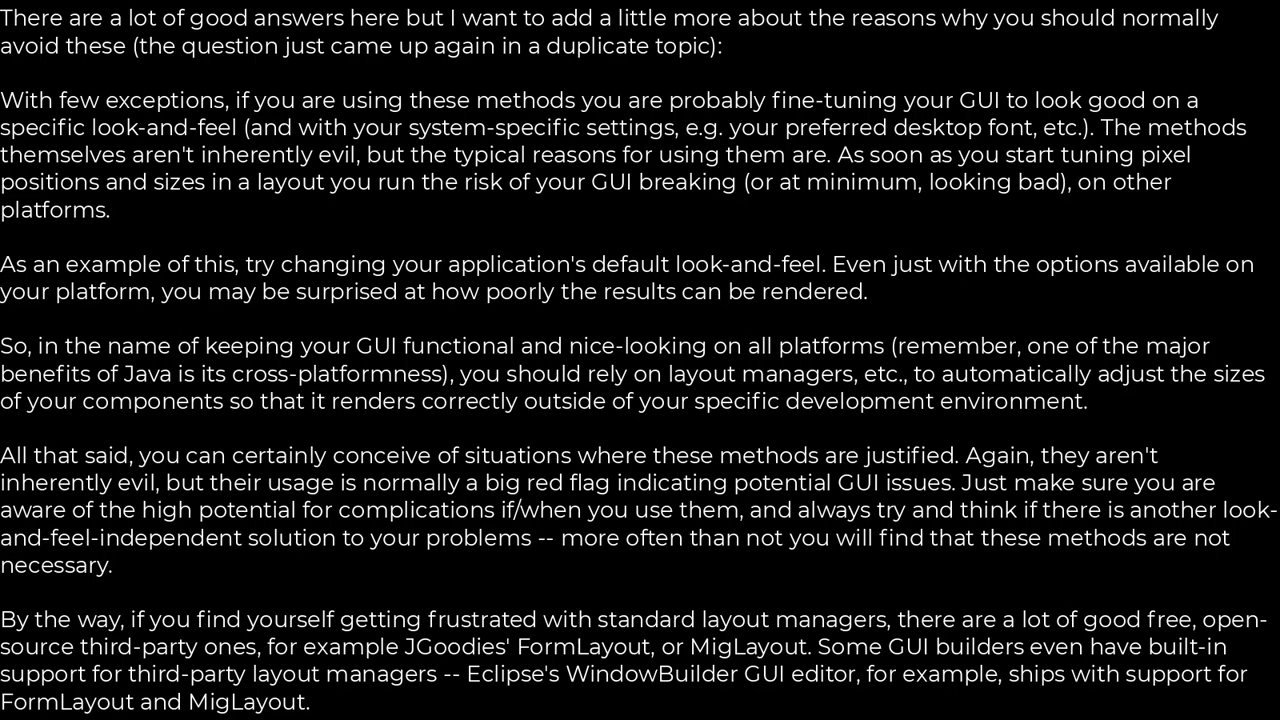 There are a lot of good answers here but I want to add a little more about the reasons why you should normally
avoid these (the question just came up again in a duplicate topic):
With few exceptions, if you are using these methods you are probably fine-tuning your GUI to look good on a
specific look-and-feel (and with your system-specific settings, e.g. your preferred desktop font, etc.). The methods
themselves aren't inherently evil, but the typical reasons for using them are. As soon as you start tuning pixel
positions and sizes in a layout you run the risk of your GUI breaking (or at minimum, looking bad), on other
platforms.
As an example of this, try changing your application's default look-and-feel. Even just with the options available on
your platform, you may be surprised at how poorly the results can be rendered.
So, in the name of keeping your GUI functional and nice-looking on all platforms (remember, one of the major
benefits of Java is its cross-platformness), you should rely on layout managers, etc., to automatically adjust the sizes
of your components so that it renders correctly outside of your specific development environment.
All that said, you can certainly conceive of situations where these methods are justified. Again, they aren't
inherently evil, but their usage is normally a big red flag indicating potential GUI issues. Just make sure you are
aware of the high potential for complications if/when you use them, and always try and think if there is another look-
and-feel-independent solution to your problems -- more often than not you will find that these methods are not
necessary.
By the way, if you find yourself getting frustrated with standard layout managers, there are a lot of good free, open-
source third-party ones, for example JGoodies' FormLayout, or MigLayout. Some GUI builders even have built-in
support for third-party layout managers -- Eclipse's WindowBuilder GUI editor, for example, ships with support for
FormLayout and MigLayout.